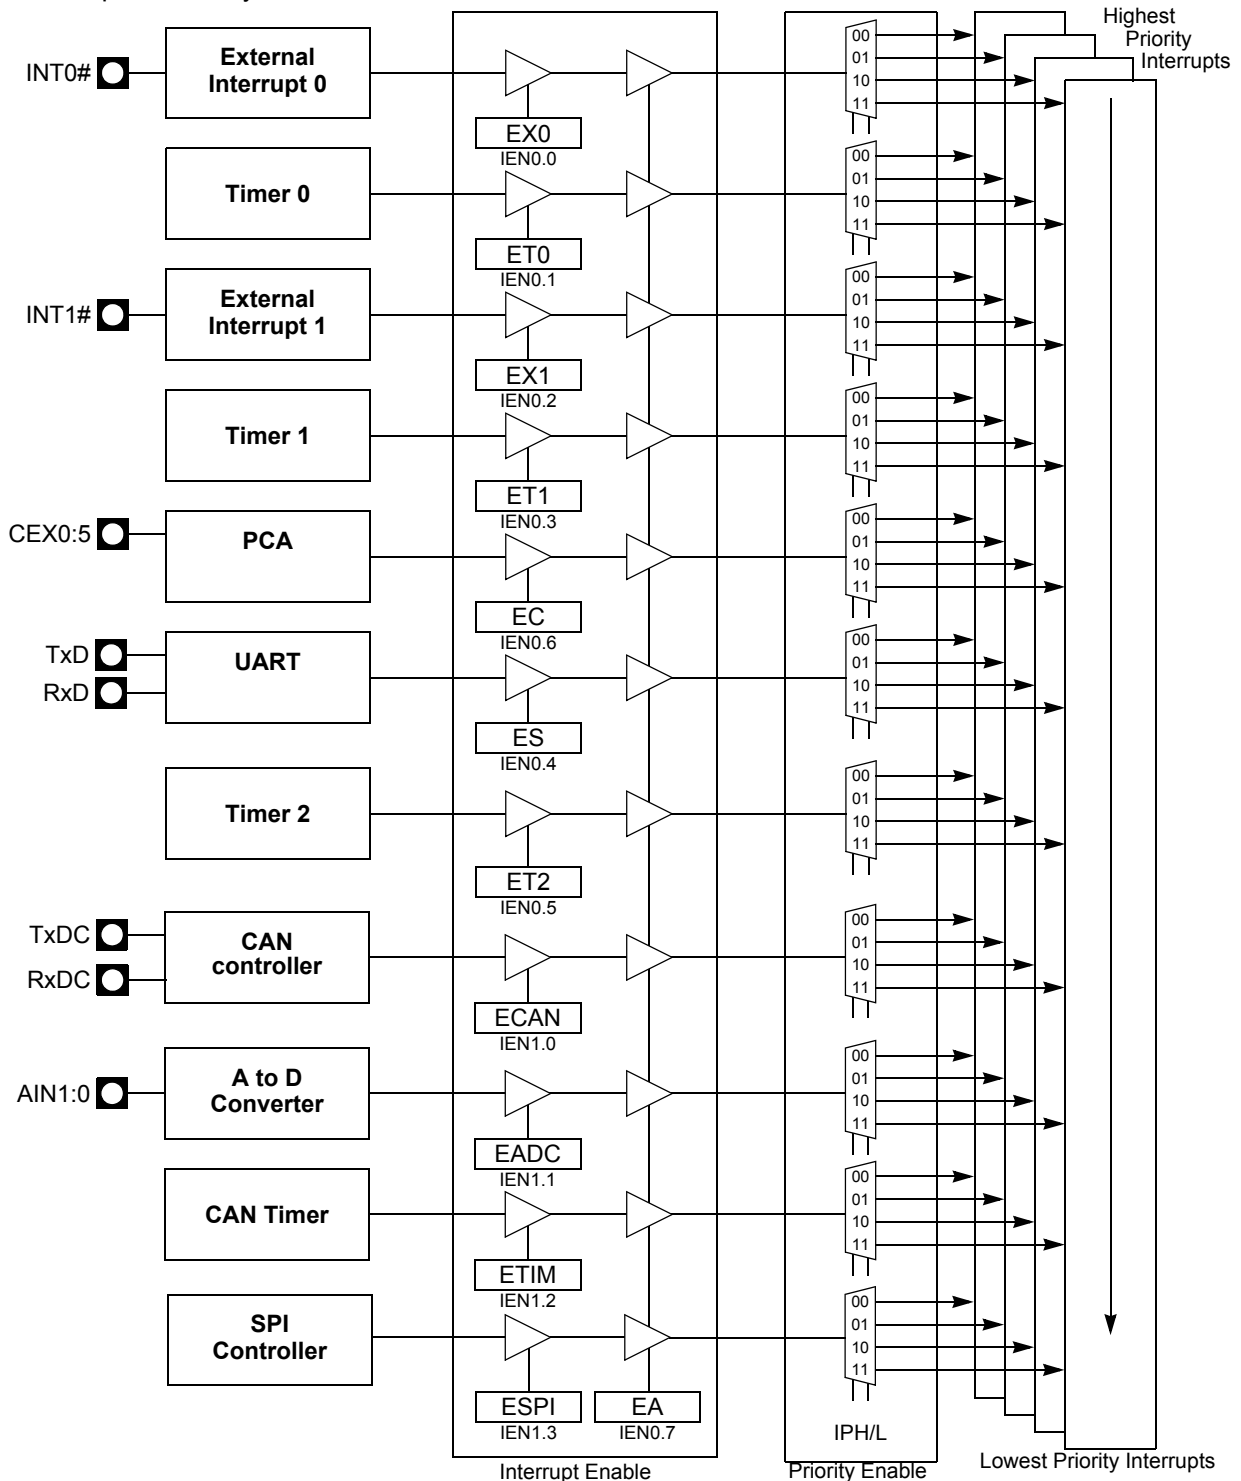 Highest
Priority
Interrupts
INT0#
External
Interrupt 0
EX0
IEN0.0
00
01
10
11
Timer 0
ET0
IEN0.1
00
01
10
11
INT1#
External
Interrupt 1
EX1
IEN0.2
00
01
10
11
Timer 1
ET1
IEN0.3
00
01
10
11
CEX0:5
PCA
EC
IEN0.6
00
01
10
11
TxD
RxD
UART
ES
IEN0.4
00
01
10
11
Timer 2
ET2
IEN0.5
00
01
10
11
TxDC
RxDC
CAN
controller
ECAN
IEN1.0
00
01
10
11
AIN1:0
A to D
Converter
EADC
IEN1.1
00
01
10
11
CAN Timer
ETIM
IEN1.2
00
01
10
11
SPI
Controller
ESPI
IEN1.3
EA
IEN0.7
00
01
10
11
IPH/L
Interrupt Enable
Priority Enable
Lowest Priority Interrupts